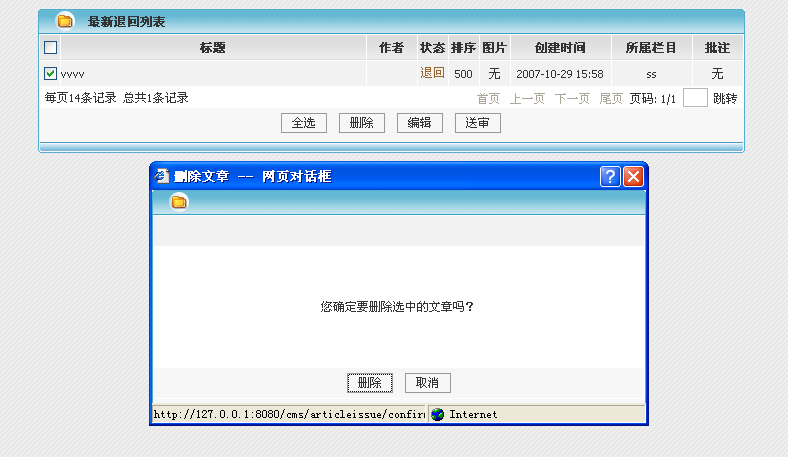 最新退回列表
标题 作者 状态 排序 图片 创建时间 所属栏目 批注
vvvv 退回 500 无 2007-10-29 15:58 ss 无
每页14条记录 总共1条记录 首页 上一页 下一页 尾页 页码: 1/1 跳转
全选 删除 编辑 送审
删除文章 -- 网页对话框
您确定要删除选中的文章吗?
删除 取消
http://127.0.0.1:8080/cms/articleissue/confir Internet